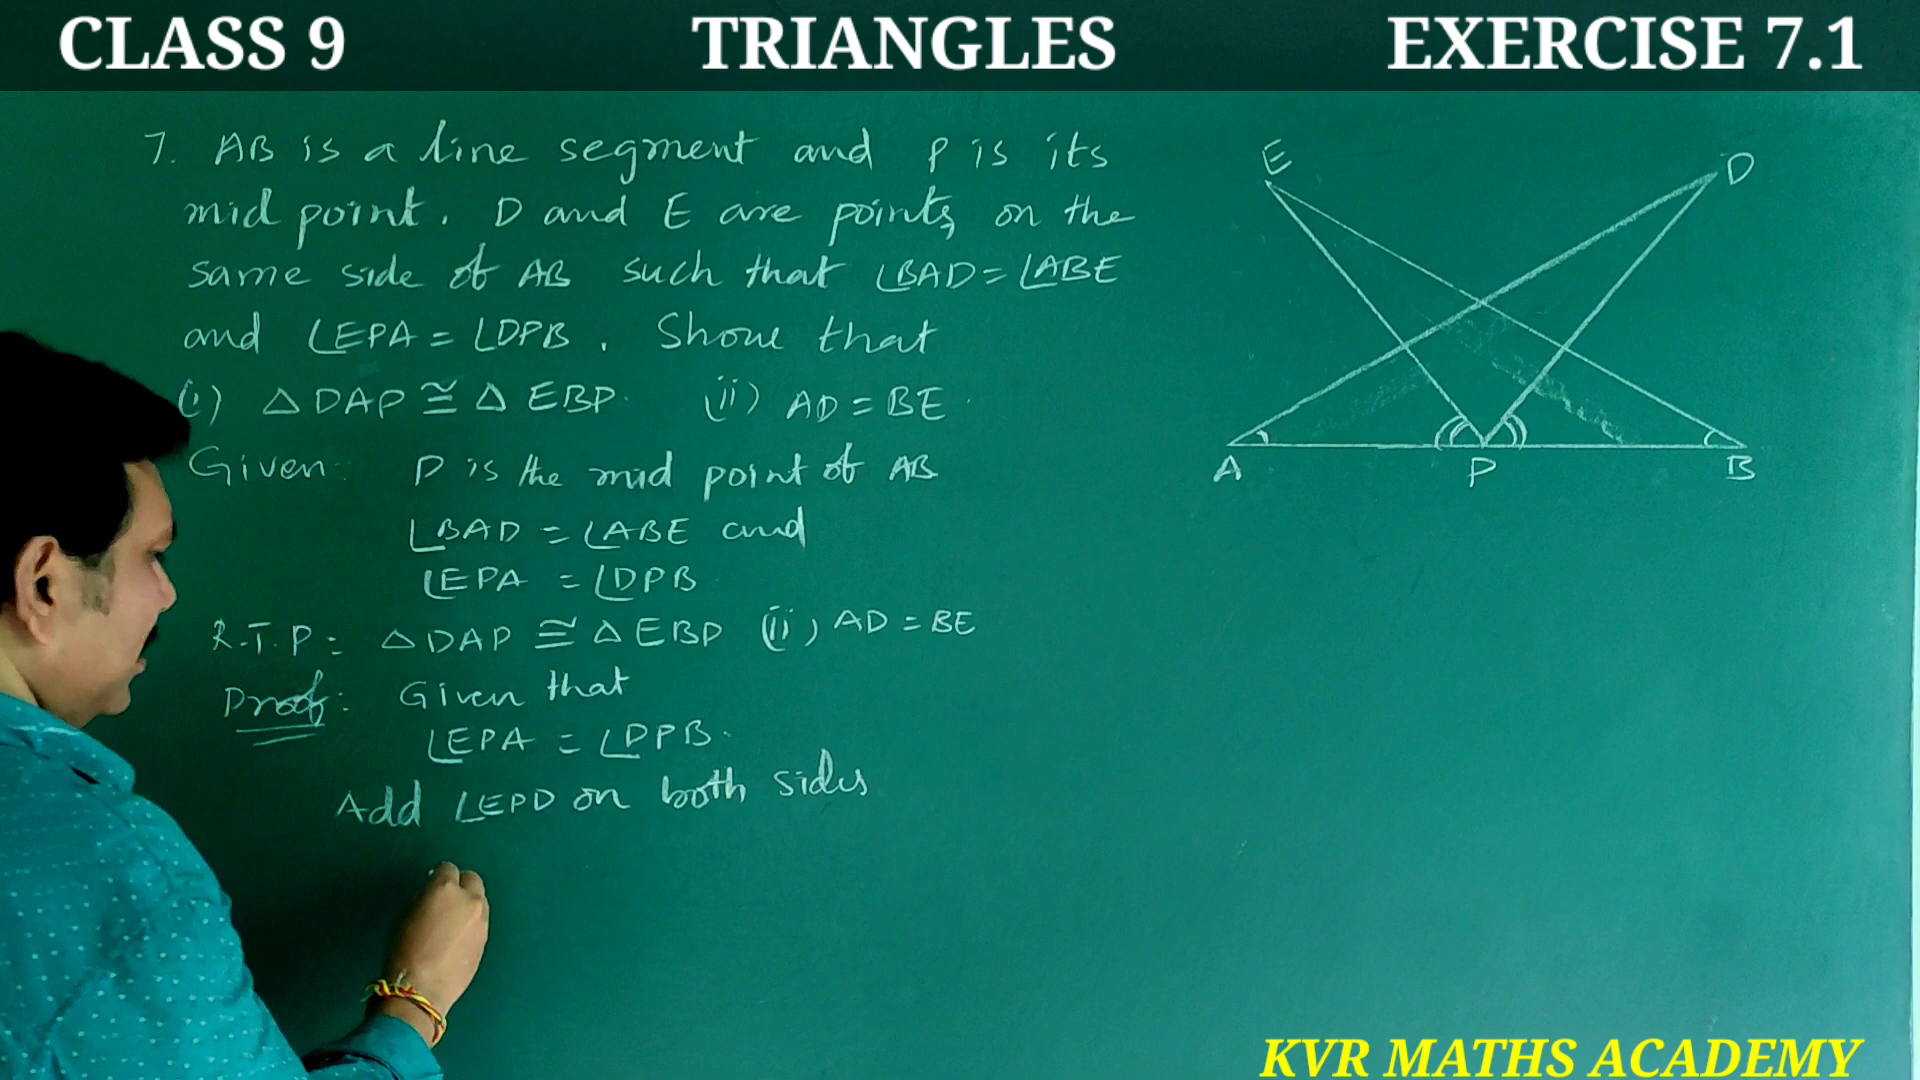 CLASS 9 TRIANGLES EXERCISE 7.1
7. AB is a line segment and P is its
mid point. D and E are points on the
same side of AB such that ∠BAD = ∠ABE
and ∠EPA = ∠DPB. Show that
(i) △DAP ≅ △EBP. (ii) AD = BE.
Given: P is the mid point of AB
∠BAD = ∠ABE and
∠EPA = ∠DPB
R.T.P: △DAP ≅ △EBP (ii) AD = BE
Proof: Given that
∠EPA = ∠DPB.
Add ∠EPD on both sides
E D
A P B
KVR MATHS ACADEMY